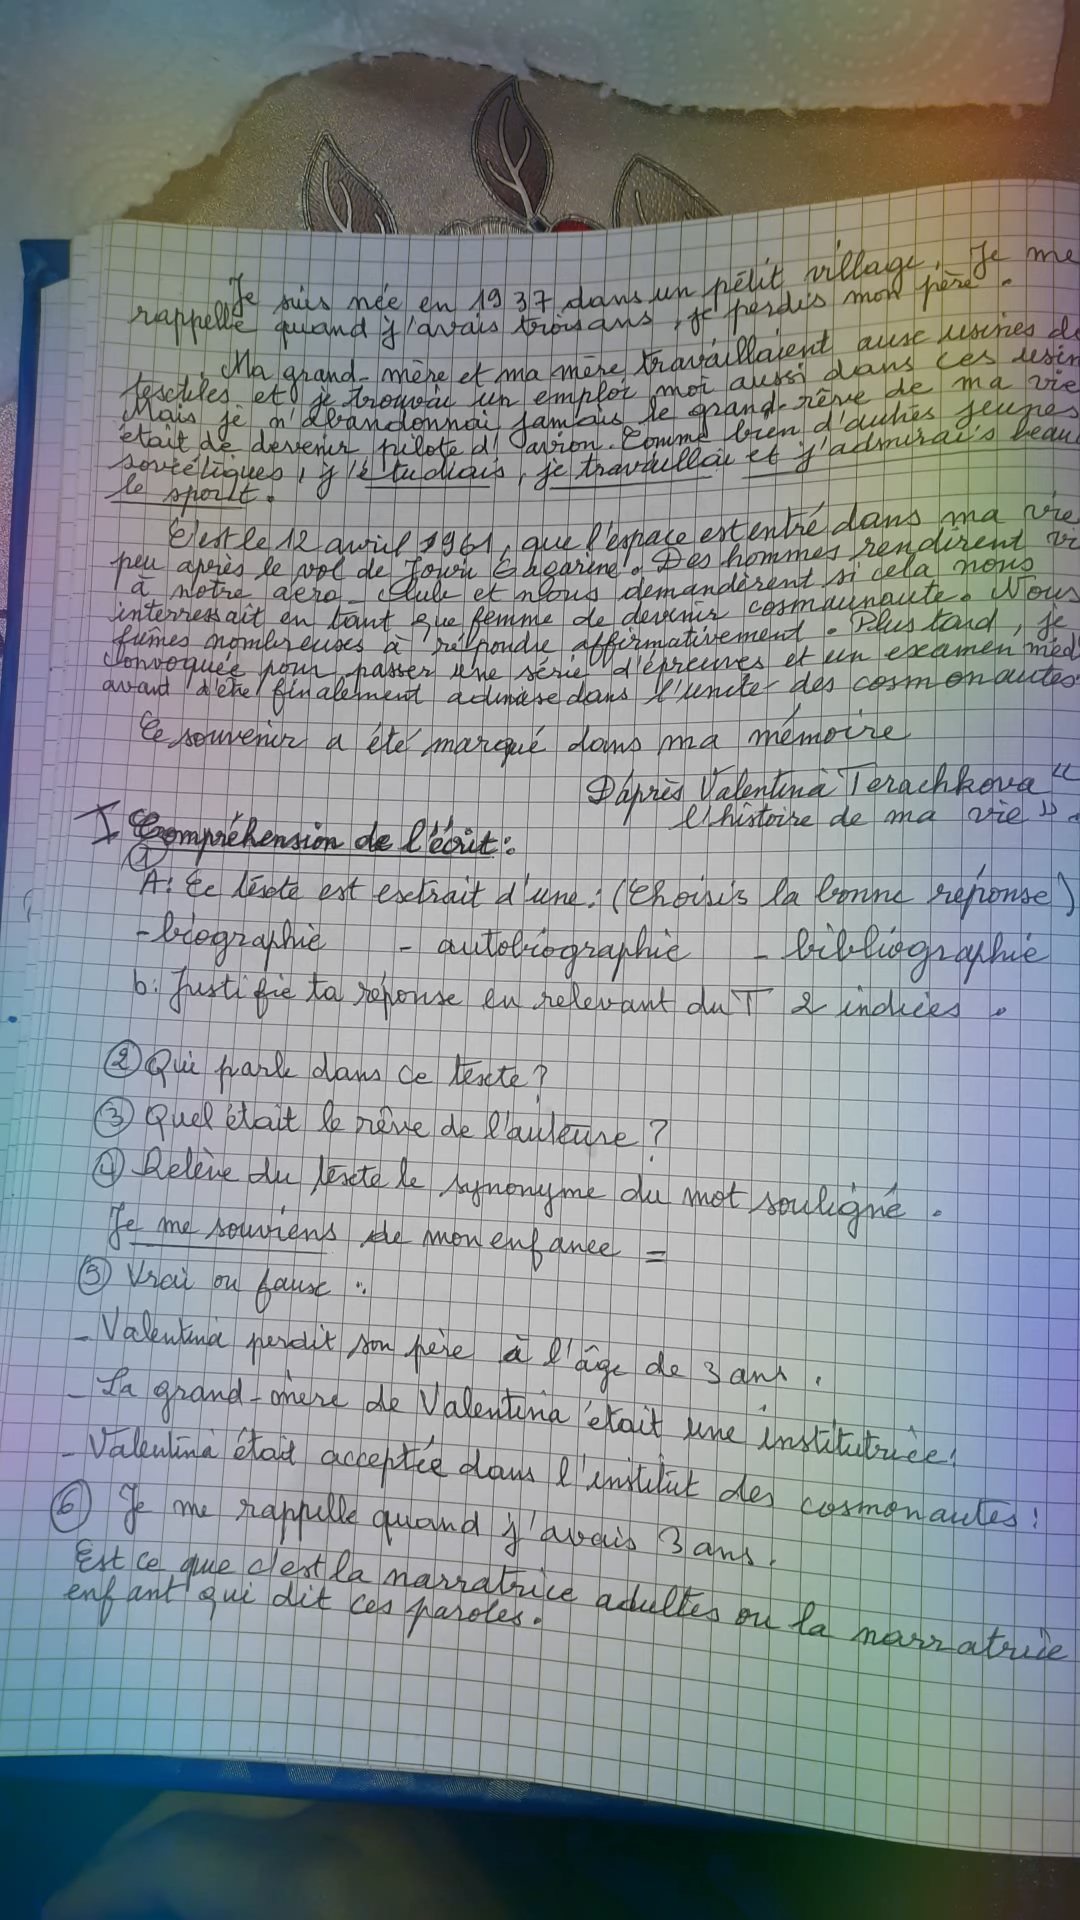 Je suis née en 1937 dans un pétit village. Je me
rappelle quand j'avais trois ans, je perdis mon père.
Ma grand-mère et ma mère travaillaient aux usines de
textiles et je trouvai un emploi moi aussi dans ces usin
Mais je n'abandonnai jamais le grand-rêve de ma vie
était de devenir pilote d'avion. Comme bien d'autres jeunes
soviétiques, j'étudiais, je travaillai et j'admirais beau
le sport.
C'est le 12 avril 1961, que l'espace est entré dans ma vie
peu après le vol de Gagarine. Des hommes rendirent vi
à notre aéro-club et nous demandèrent si cela nous
interressait en tant que femme de devenir cosmaunaute. Nous
fûmes nombreuses à répondre affirmativement. Plus tard, je
convoquée pour passer une série d'épreuves et un examen méd
avant d'être finalement admise dans l'unité des cosmonautes.
Ce souvenir a été marqué dans ma mémoire
D'après Valentina Terachkova "
l'histoire de ma vie".
I Compréhension de l'écrit:
①
A: Ce texte est extrait d'une: (Choisis la bonne réponse)
-biographie - autobiographie - bibliographie
b: Justifie ta réponse en relevant du T 2 indices.
② Qui parle dans ce texte?
③ Quel était le rêve de l'auteure?
④ Relève du texte le synonyme du mot souligné.
Je me souviens de mon enfance =
⑤ Vrai ou faux :
- Valentina perdit son père à l'âge de 3 ans.
- La grand-mère de Valentina était une institutrice!
- Valentina était acceptée dans l'institut des cosmonautes!
⑥ Je me rappelle quand j'avais 3 ans.
Est ce que c'est la narratrice adultes ou la narratrice
enfant qui dit ces paroles.